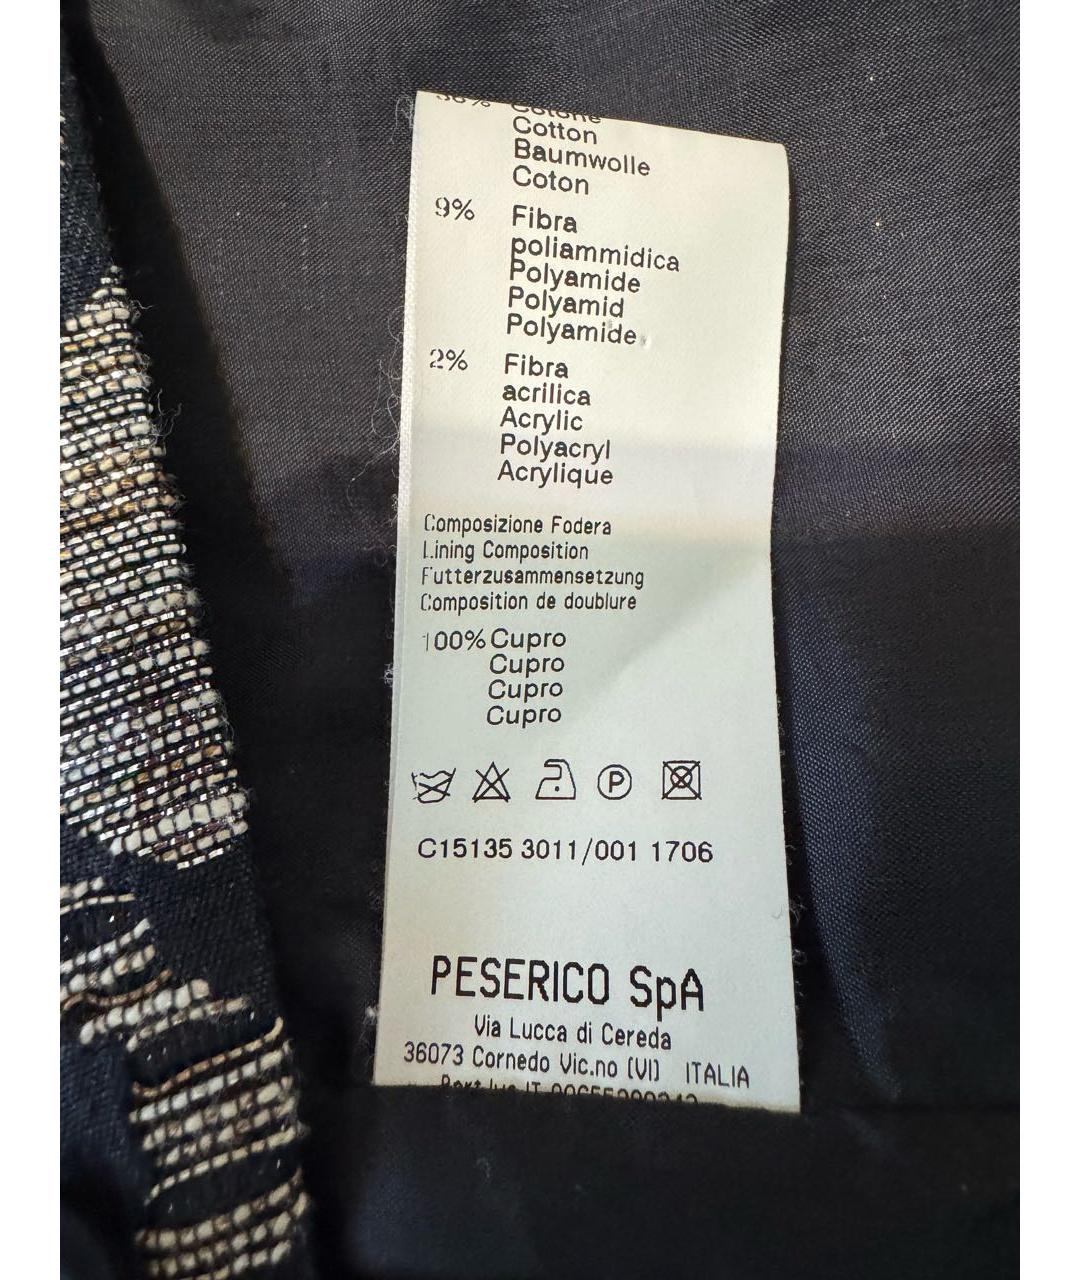 Cotone
Cotton
Baumwolle
Coton
9% Fibra
poliammidica
Polyamide
Polyamid
Polyamide
2% Fibra
acrilica
Acrylic
Polyacryl
Acrylique
Composizione Fodera
Lining Composition
Futterzusammensetzung
Composition de doublure
100% Cupro
Cupro
Cupro
Cupro
P
C15135 3011/001 1706
PESERICO SpA
Via Lucca di Cereda
36073 Cornedo Vic.no (VI) ITALIA